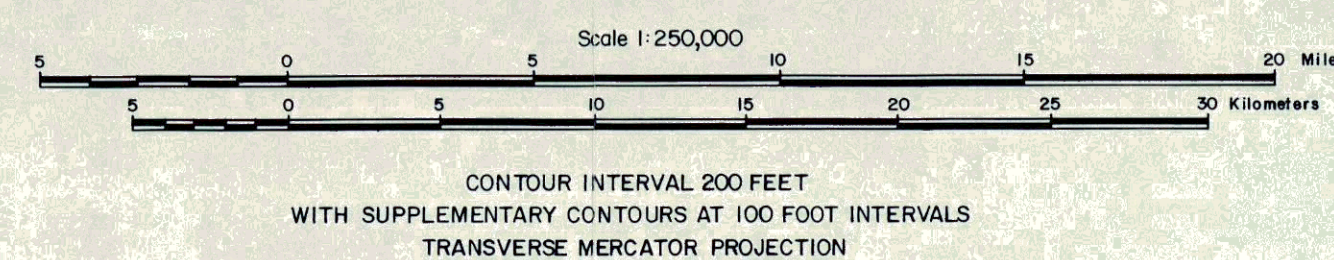 Scale 1:250,000
5 0 5 10 15 20 Mile
5 0 5 10 15 20 25 30 Kilometers
CONTOUR INTERVAL 200 FEET
WITH SUPPLEMENTARY CONTOURS AT 100 FOOT INTERVALS
TRANSVERSE MERCATOR PROJECTION